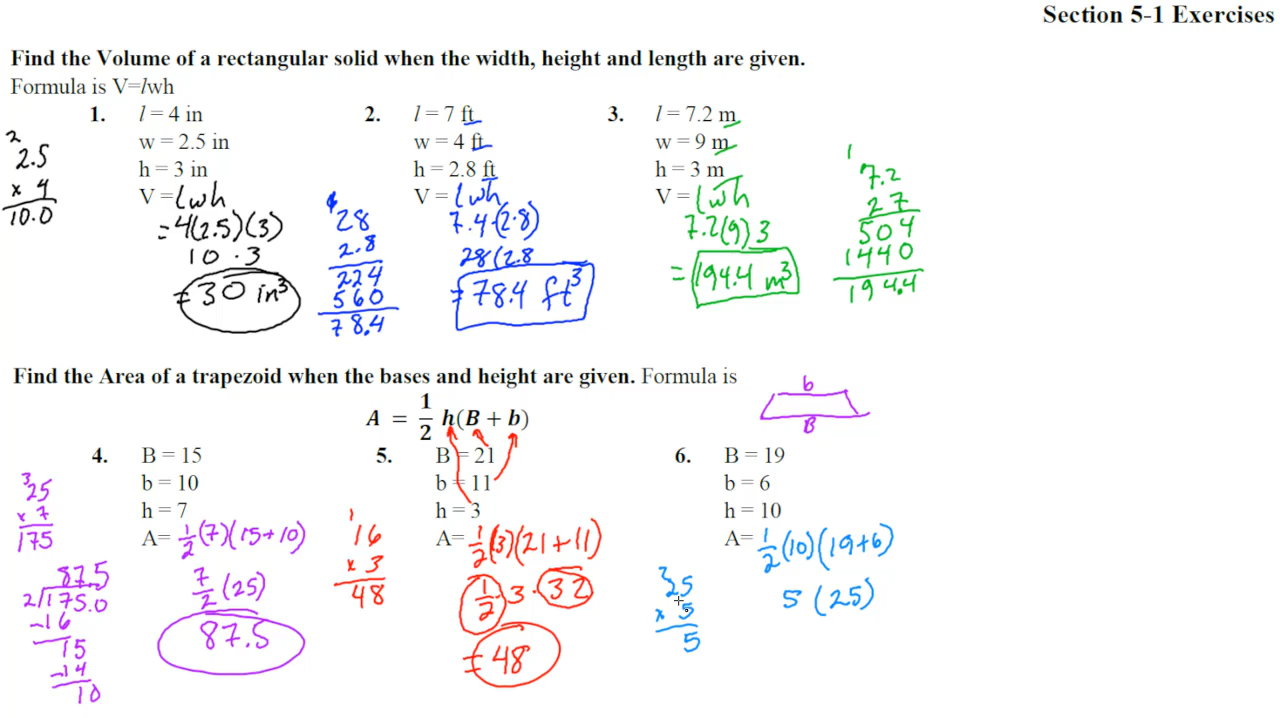 Section 5-1 Exercises
Find the Volume of a rectangular solid when the width, height and length are given.
Formula is V=lwh
1. l = 4 in
w = 2.5 in
h = 3 in
V = lwh
= 4(2.5)(3)
10 · 3
= 30 in³
2
2.5
x 4
10.0
2. l = 7 ft
w = 4 ft
h = 2.8 ft
V = lwh
7.4·(2.8)
28(2.8
= 78.4 ft³
28
2.8
224
560
78.4
3. l = 7.2 m
w = 9 m
h = 3 m
V = lwh
7.2(9)3
= 194.4 m³
1
7.2
27
504
1440
194.4
Find the Area of a trapezoid when the bases and height are given. Formula is
A = 1/2 h(B + b)
b
B
4. B = 15
b = 10
h = 7
A= 1/2 (7)(15+10)
7/2 (25)
87.5
3
25
x 7
175
87.5
2/175.0
-16
15
-14
10
5. B = 21
b = 11
h = 3
A= 1/2 (3)(21+11)
1/2 · 3 · 32
= 48
1
16
x 3
48
6. B = 19
b = 6
h = 10
A= 1/2 (10)(19+6)
5 (25)
2
25
x 5
5